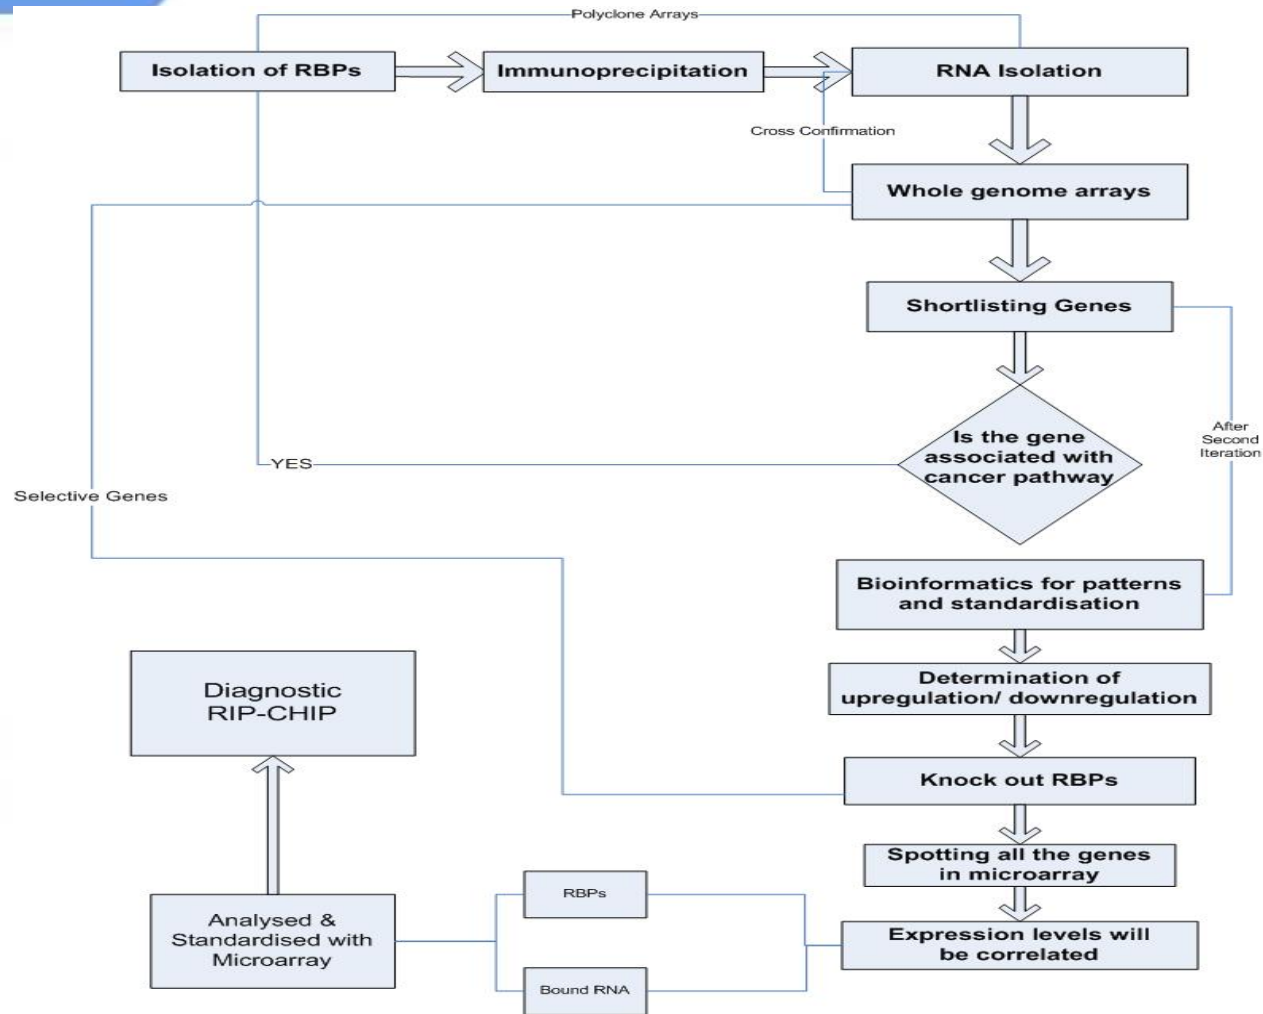 Polyclone Arrays
Isolation of RBPs
Immunoprecipitation
RNA Isolation
Cross Confirmation
Whole genome arrays
Shortlisting Genes
Is the gene
associated with
cancer pathway
After
Second
Iteration
YES
Selective Genes
Bioinformatics for patterns
and standardisation
Determination of
upregulation/ downregulation
Knock out RBPs
Spotting all the genes
in microarray
Expression levels will
be correlated
RBPs
Bound RNA
Analysed &
Standardised with
Microarray
Diagnostic
RIP-CHIP